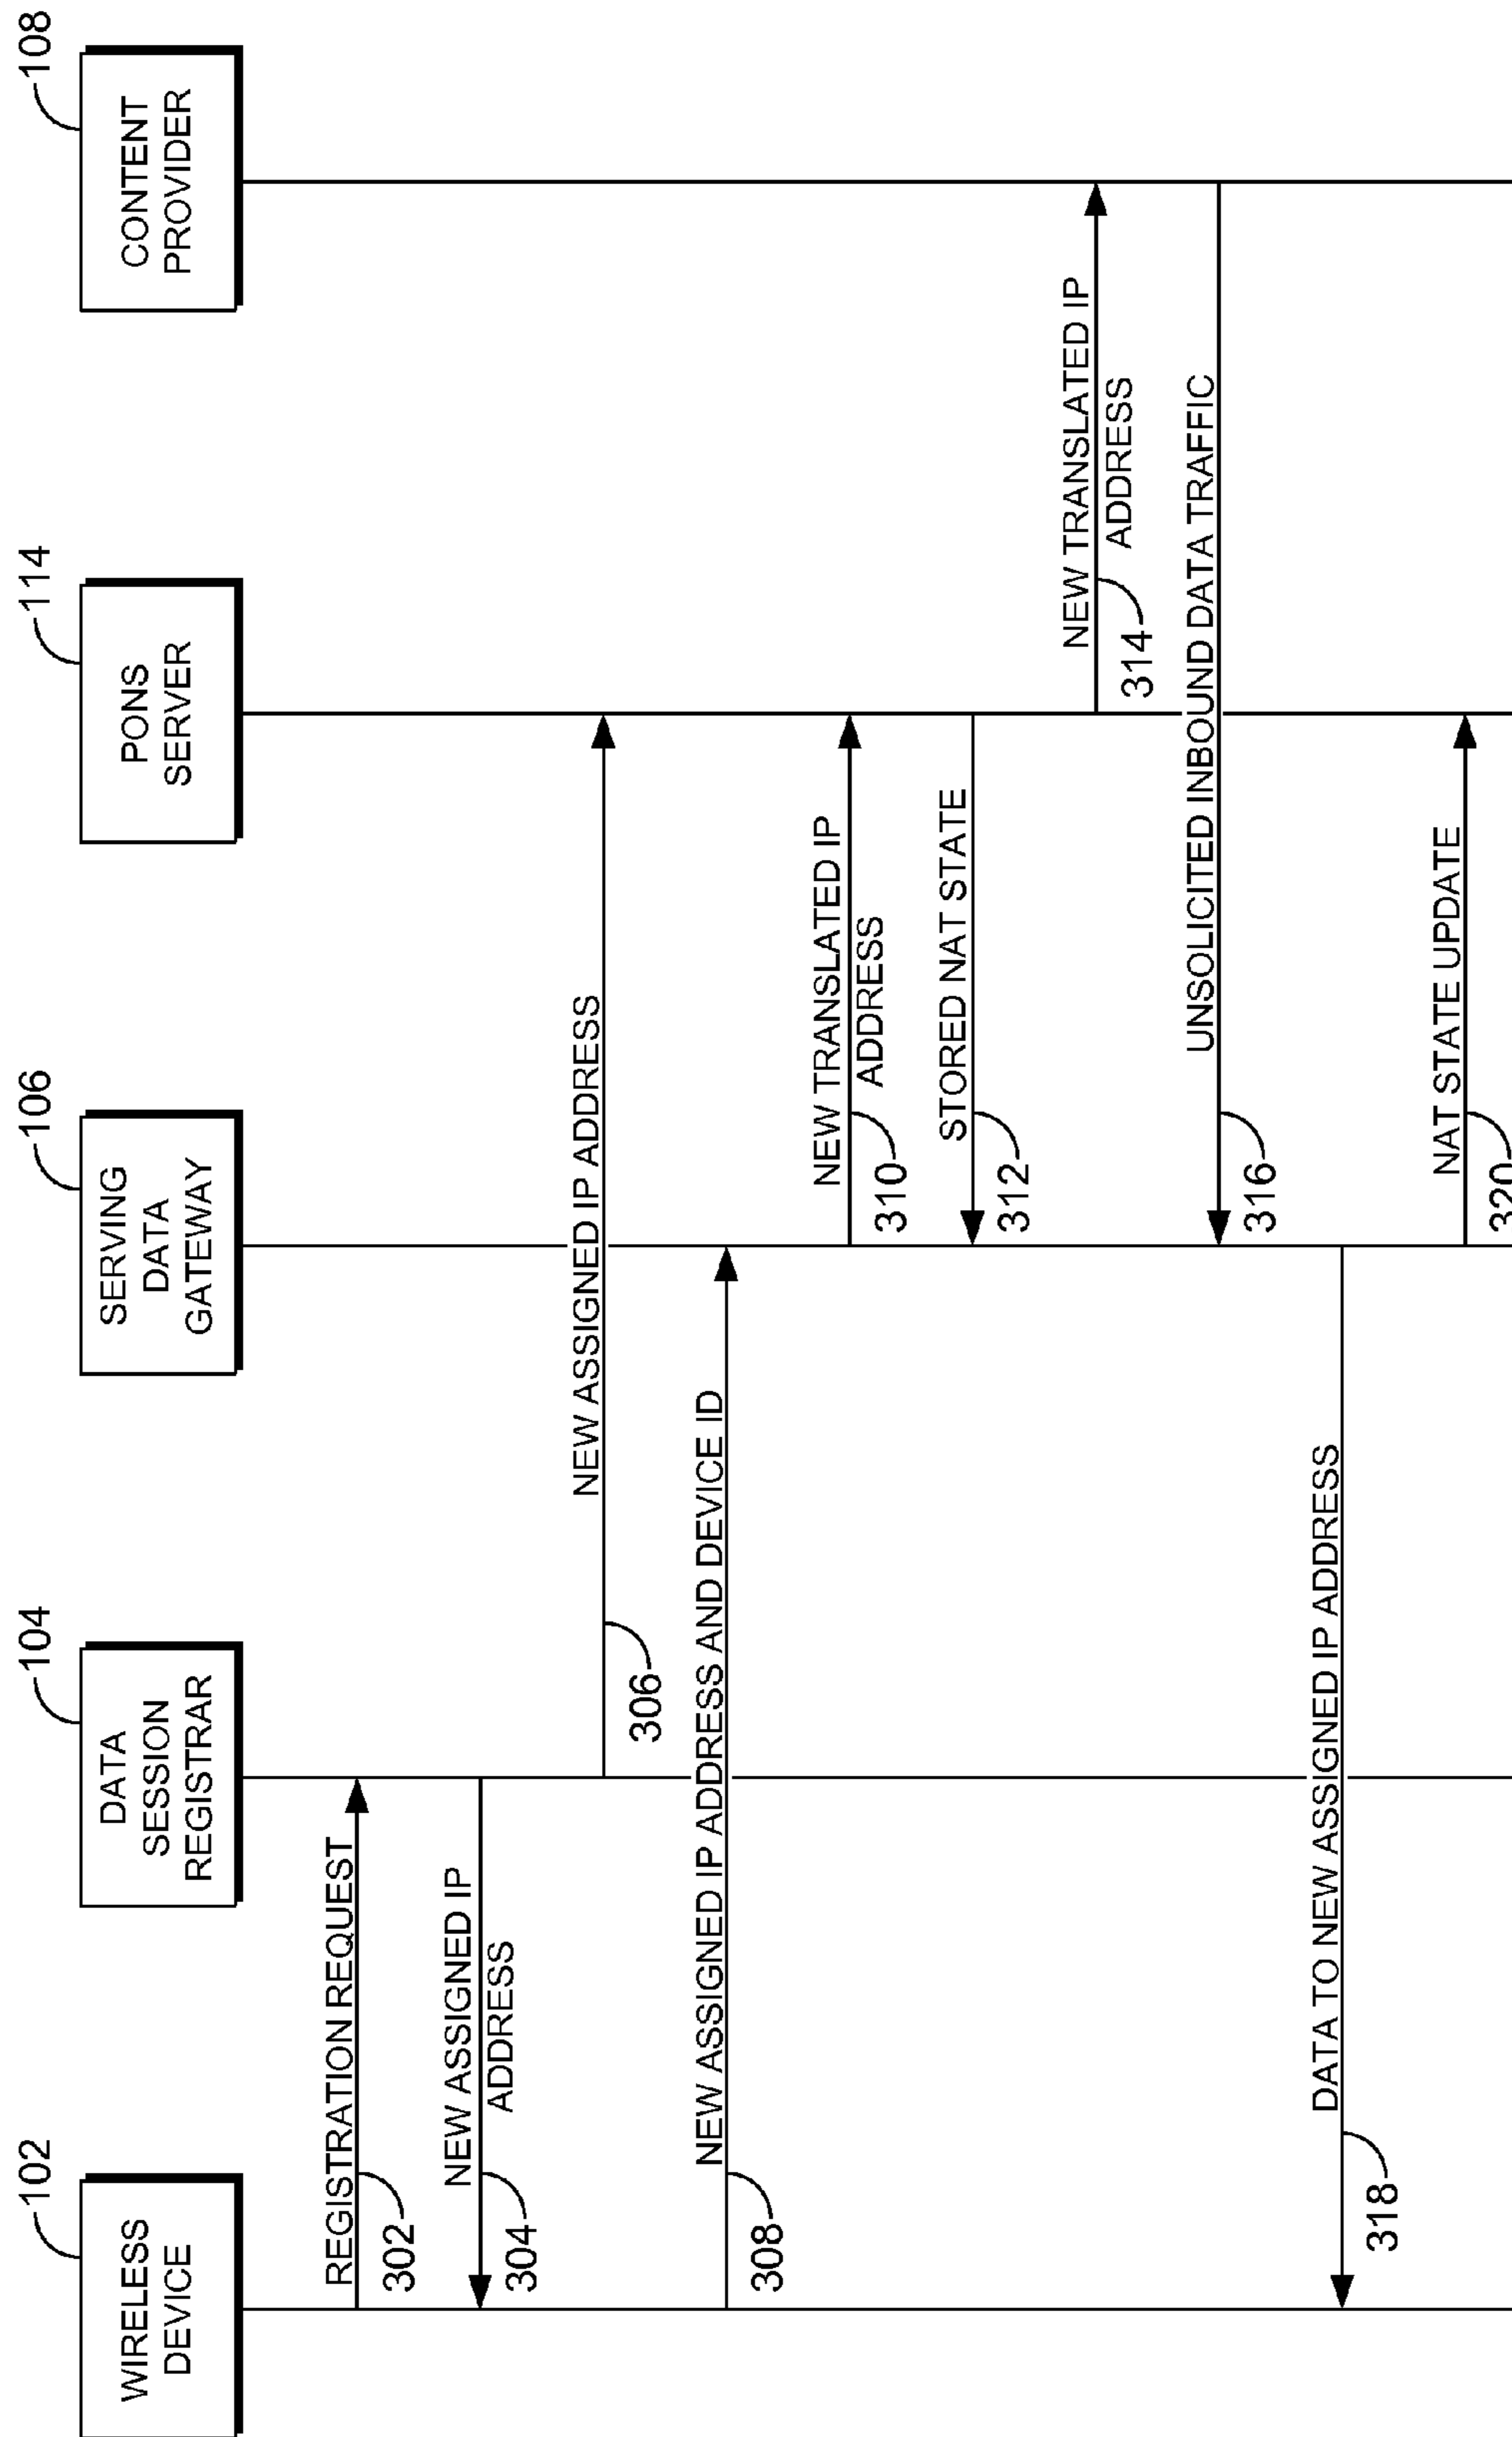 102
WIRELESS
DEVICE
104
DATA
SESSION
REGISTRAR
106
SERVING
DATA
GATEWAY
114
PONS
SERVER
108
CONTENT
PROVIDER
REGISTRATION REQUEST
302
NEW ASSIGNED IP
ADDRESS
304
NEW ASSIGNED IP ADDRESS
306
NEW ASSIGNED IP ADDRESS AND DEVICE ID
308
NEW TRANSLATED IP
ADDRESS
310
STORED NAT STATE
312
NEW TRANSLATED IP
ADDRESS
314
UNSOLICITED INBOUND DATA TRAFFIC
316
DATA TO NEW ASSIGNED IP ADDRESS
318
NAT STATE UPDATE
320